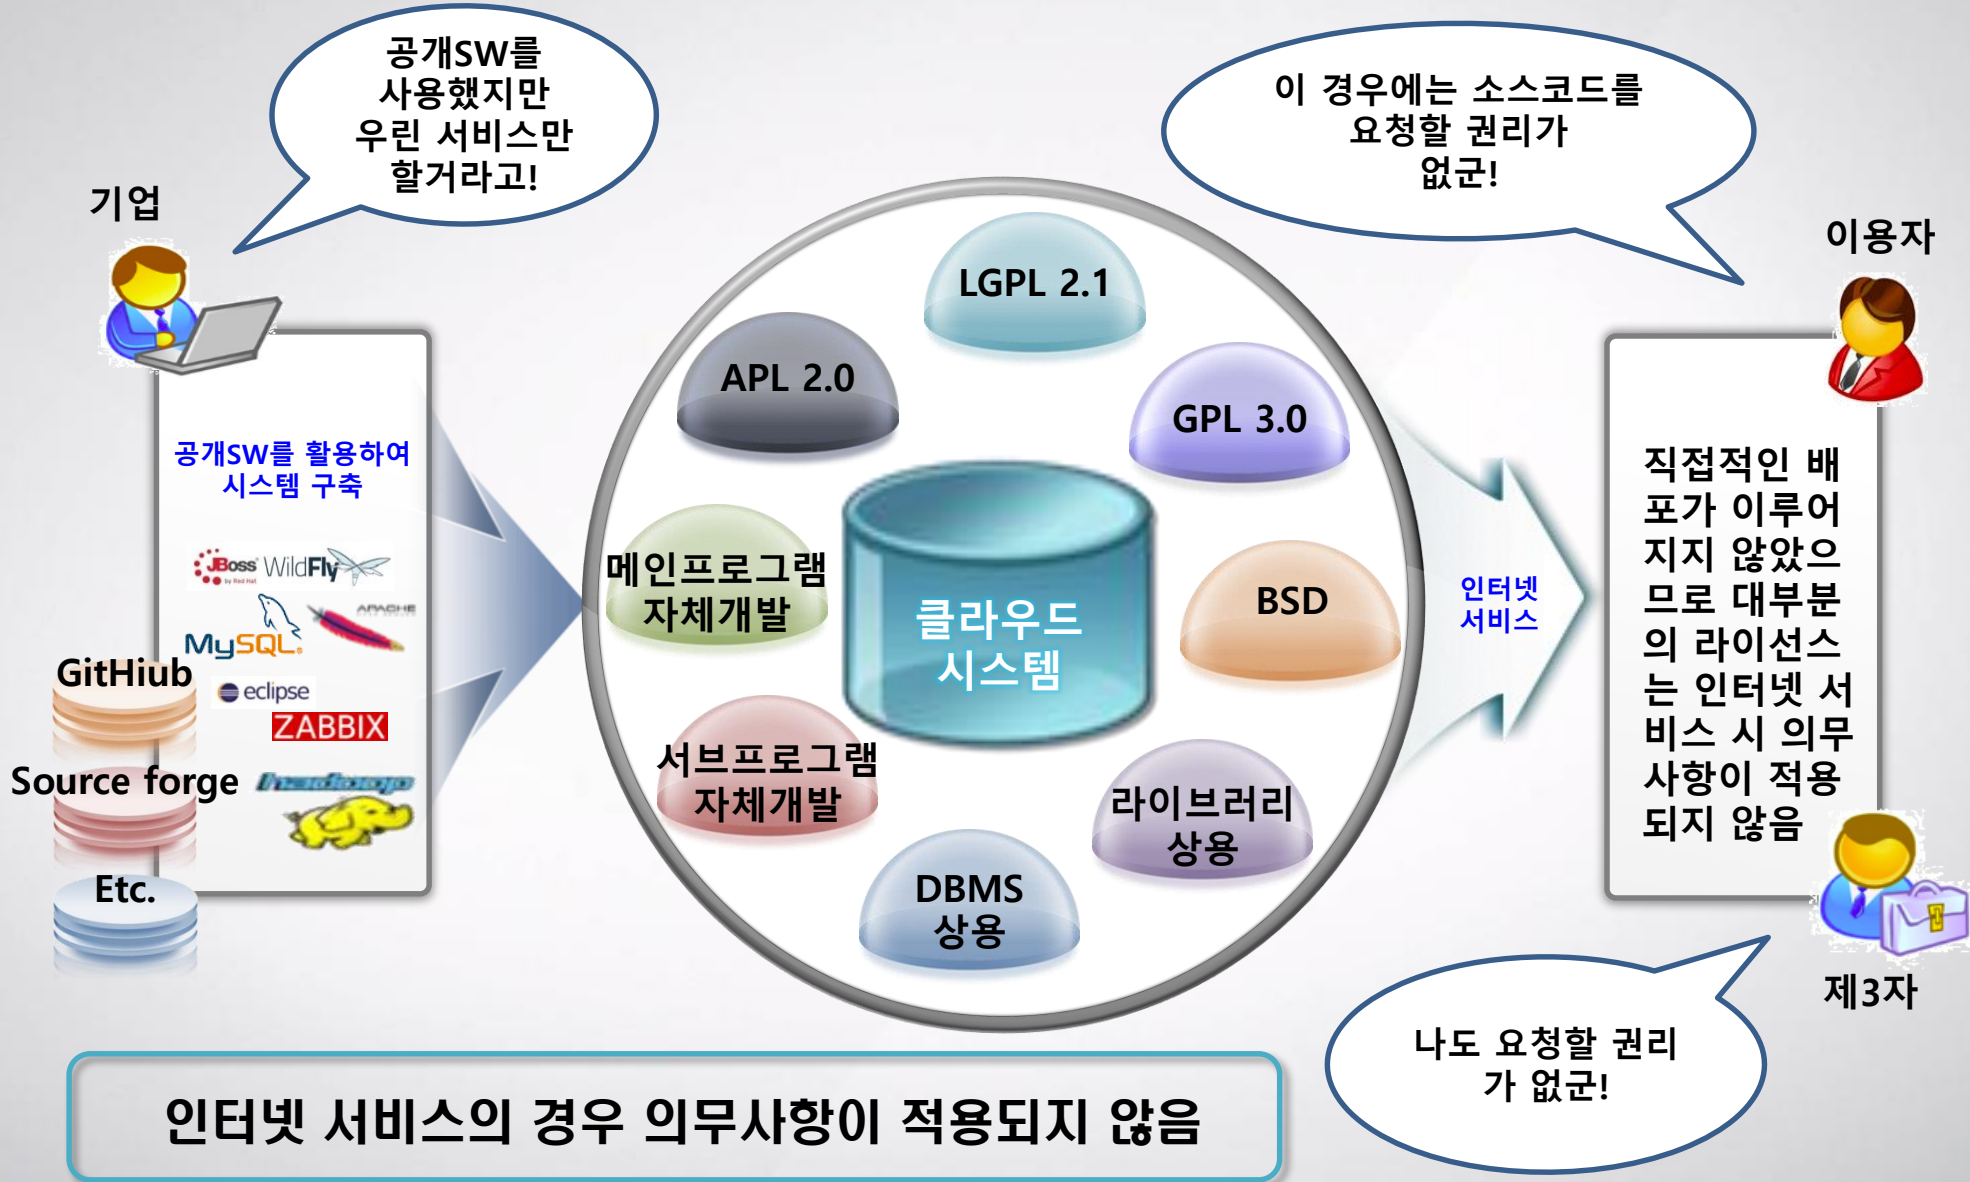 공개SW를
사용했지만
우린 서비스만
할거라고!
이 경우에는 소스코드를
요청할 권리가
없군!
기업
이용자
공개SW를 활용하여
시스템 구축
JBoss
by Red Hat
WildFly
APACHE
MySQL
eclipse
ZABBIX
hadoop
GitHiub
Source forge
Etc.
LGPL 2.1
APL 2.0
GPL 3.0
메인프로그램
자체개발
BSD
클라우드
시스템
서브프로그램
자체개발
라이브러리
상용
DBMS
상용
인터넷
서비스
직접적인 배
포가 이루어
지지 않았으
므로 대부분
의 라이선스
는 인터넷 서
비스 시 의무
사항이 적용
되지 않음
제3자
나도 요청할 권리
가 없군!
인터넷 서비스의 경우 의무사항이 적용되지 않음